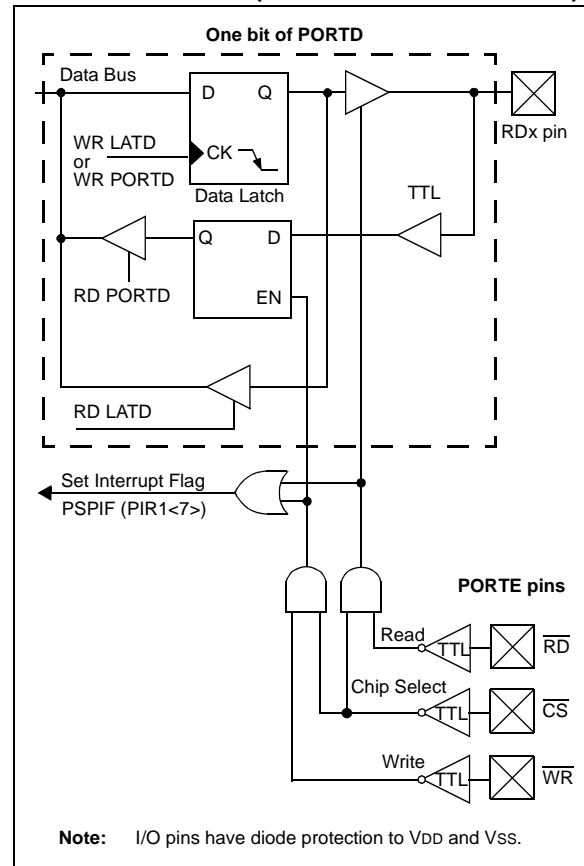 One bit of PORTD
Data Bus
D Q
WR LATD
or
WR PORTD
CK
Data Latch
RDx pin
TTL
Q D
EN
RD PORTD
RD LATD
Set Interrupt Flag
PSPIF (PIR1<7>)
PORTE pins
Read
TTL
RD
Chip Select
TTL
CS
Write
TTL
WR
Note: I/O pins have diode protection to VDD and VSS.